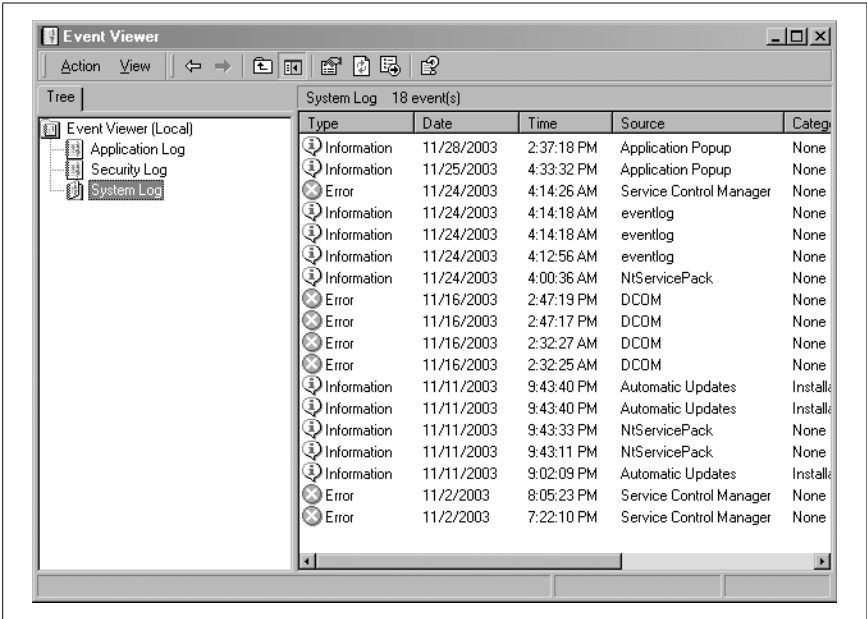 Event Viewer
Action View
Tree
System Log 18 event(s)
Event Viewer (Local)
Application Log
Security Log
System Log
Type Date Time Source Catego
Information 11/28/2003 2:37:18 PM Application Popup None
Information 11/25/2003 4:33:32 PM Application Popup None
Error 11/24/2003 4:14:26 AM Service Control Manager None
Information 11/24/2003 4:14:18 AM eventlog None
Information 11/24/2003 4:14:18 AM eventlog None
Information 11/24/2003 4:12:56 AM eventlog None
Information 11/24/2003 4:00:36 AM NtServicePack None
Error 11/16/2003 2:47:19 PM DCOM None
Error 11/16/2003 2:47:17 PM DCOM None
Error 11/16/2003 2:32:27 AM DCOM None
Error 11/16/2003 2:32:25 AM DCOM None
Information 11/11/2003 9:43:40 PM Automatic Updates Installa
Information 11/11/2003 9:43:40 PM Automatic Updates Installa
Information 11/11/2003 9:43:33 PM NtServicePack None
Information 11/11/2003 9:43:11 PM NtServicePack None
Information 11/11/2003 9:02:09 PM Automatic Updates Installa
Error 11/2/2003 8:05:23 PM Service Control Manager None
Error 11/2/2003 7:22:10 PM Service Control Manager None